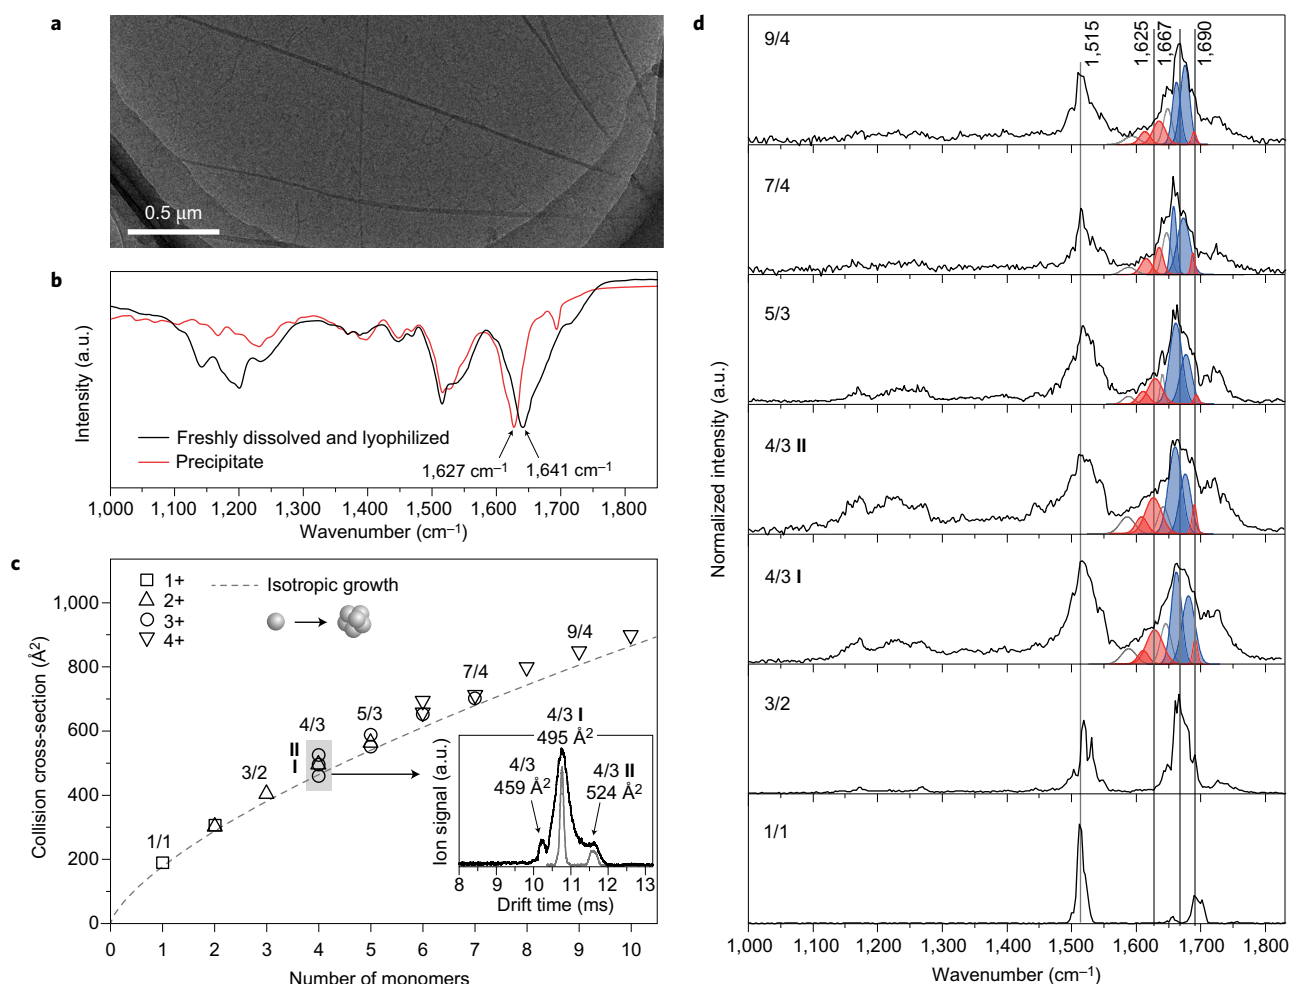 a
0.5 µm
b
Intensity (a.u.)
Freshly dissolved and lyophilized
Precipitate
1,627 cm⁻¹
1,641 cm⁻¹
1,000 1,100 1,200 1,300 1,400 1,500 1,600 1,700 1,800
Wavenumber (cm⁻¹)
c
Collision cross-section (Å²)
1,000
800
600
400
200
0
1+
2+
3+
4+
Isotropic growth
1/1
3/2
4/3
II
I
5/3
7/4
9/4
Ion signal (a.u.)
4/3 I
495 Å²
4/3
459 Å²
4/3 II
524 Å²
8 9 10 11 12 13
Drift time (ms)
0 1 2 3 4 5 6 7 8 9 10
Number of monomers
d
Normalized intensity (a.u.)
1,515
1,625
1,667
1,690
9/4
7/4
5/3
4/3 II
4/3 I
3/2
1/1
1,000 1,100 1,200 1,300 1,400 1,500 1,600 1,700 1,800
Wavenumber (cm⁻¹)